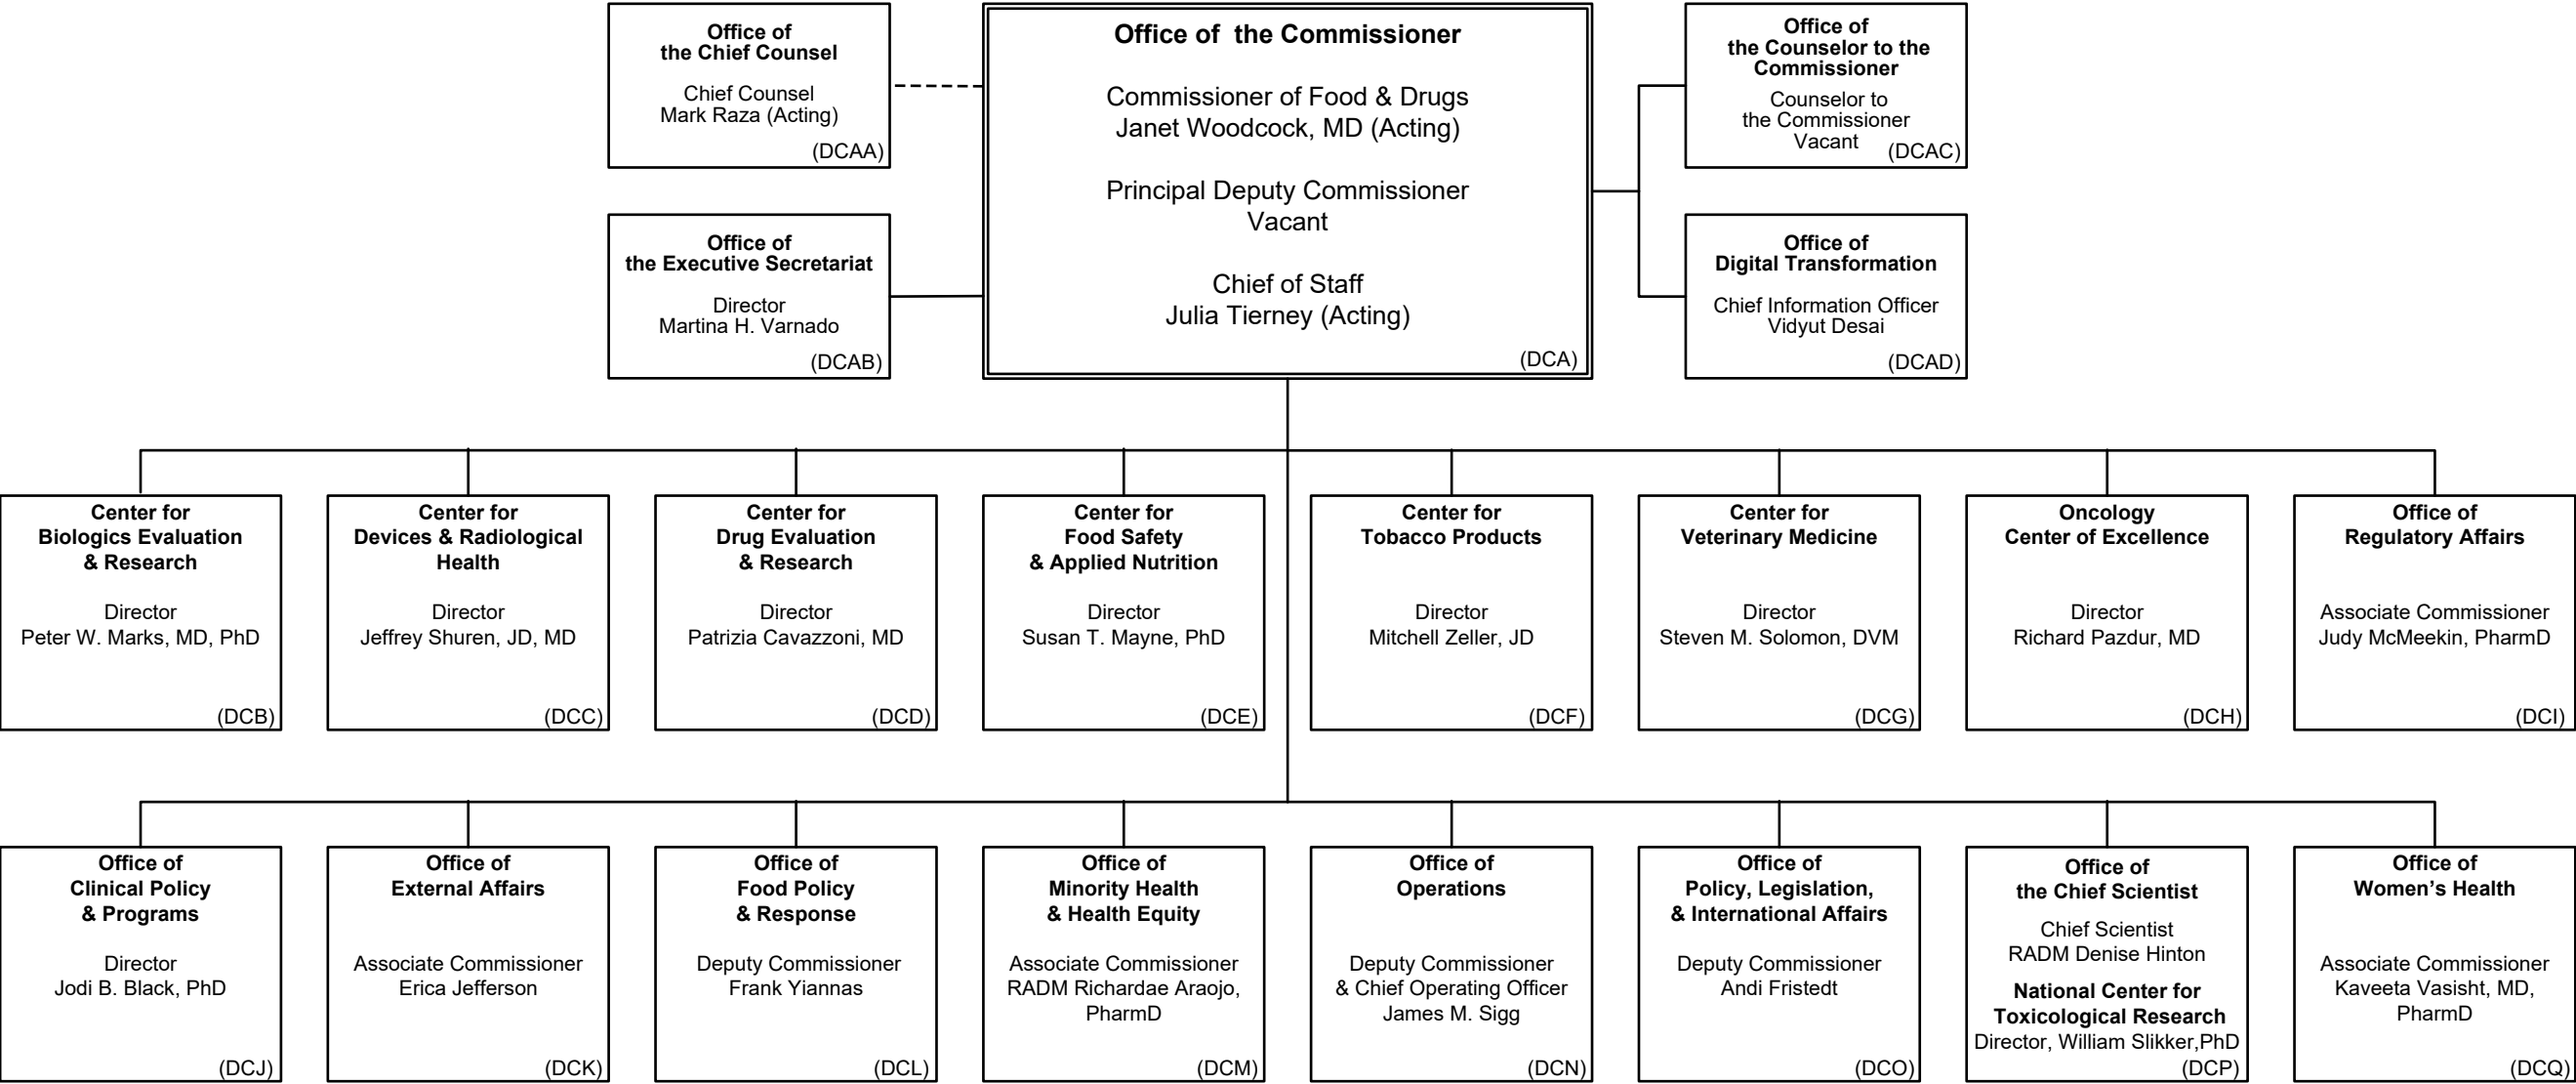 Office of
the Chief Counsel
Chief Counsel
Mark Raza (Acting)
(DCAA)
Office of
the Executive Secretariat
Director
Martina H. Varnado
(DCAB)
Office of  the Commissioner
Commissioner of Food & Drugs
Janet Woodcock, MD (Acting)
Principal Deputy Commissioner
Vacant
Chief of Staff
Julia Tierney (Acting)
(DCA)
Office of
the Counselor to the
Commissioner
Counselor to
the Commissioner
Vacant
(DCAC)
Office of
Digital Transformation
Chief Information Officer
Vidyut Desai
(DCAD)
Center for
Biologics Evaluation
& Research
Director
Peter W. Marks, MD, PhD
(DCB)
Center for
Devices & Radiological
Health
Director
Jeffrey Shuren, JD, MD
(DCC)
Center for
Drug Evaluation
& Research
Director
Patrizia Cavazzoni, MD
(DCD)
Center for
Food Safety
& Applied Nutrition
Director
Susan T. Mayne, PhD
(DCE)
Center for
Tobacco Products
Director
Mitchell Zeller, JD
(DCF)
Center for
Veterinary Medicine
Director
Steven M. Solomon, DVM
(DCG)
Oncology
Center of Excellence
Director
Richard Pazdur, MD
(DCH)
Office of
Regulatory Affairs
Associate Commissioner
Judy McMeekin, PharmD
(DCI)
Office of
Clinical Policy
& Programs
Director
Jodi B. Black, PhD
(DCJ)
Office of
External Affairs
Associate Commissioner
Erica Jefferson
(DCK)
Office of
Food Policy
& Response
Deputy Commissioner
Frank Yiannas
(DCL)
Office of
Minority Health
& Health Equity
Associate Commissioner
RADM Richardae Araojo,
PharmD
(DCM)
Office of
Operations
Deputy Commissioner
& Chief Operating Officer
James M. Sigg
(DCN)
Office of
Policy, Legislation,
& International Affairs
Deputy Commissioner
Andi Fristedt
(DCO)
Office of
the Chief Scientist
Chief Scientist
RADM Denise Hinton
National Center for
Toxicological Research
Director, William Slikker,PhD
(DCP)
Office of
Women’s Health
Associate Commissioner
Kaveeta Vasisht, MD,
PharmD
(DCQ)